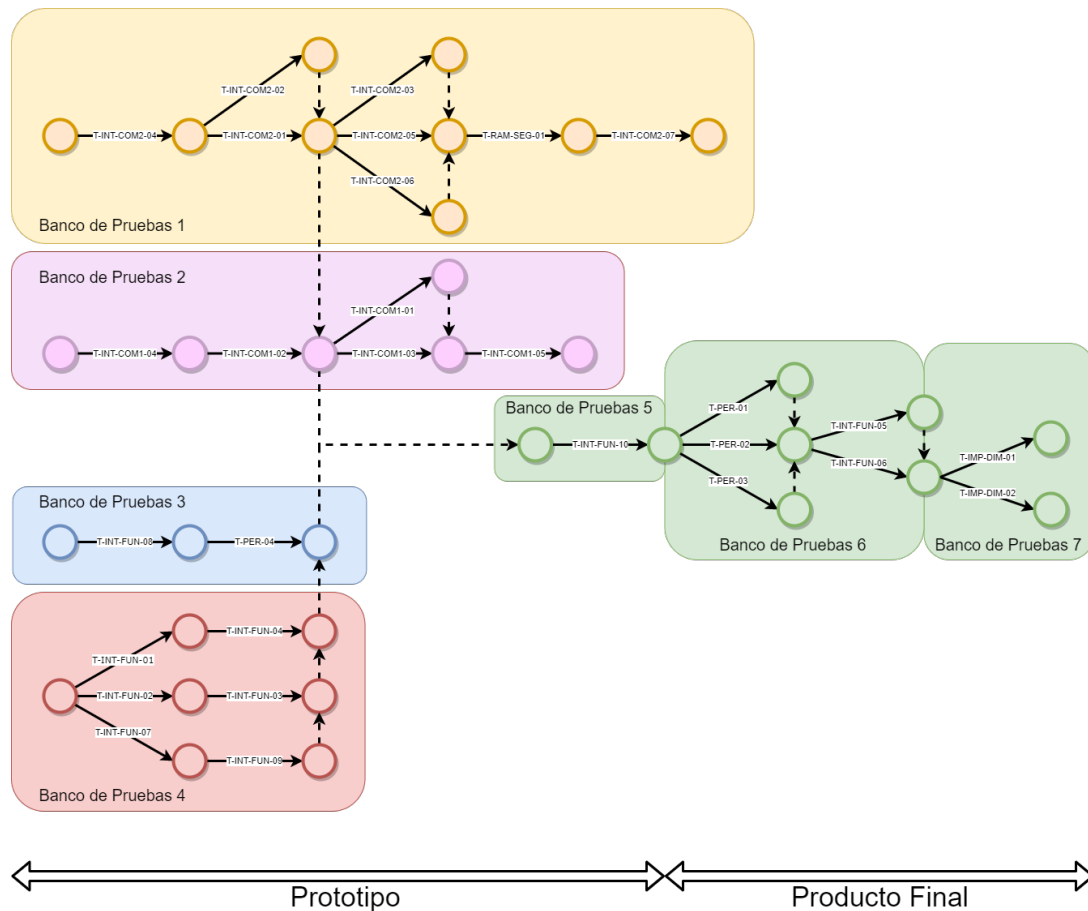 T-INT-COM2-02
T-INT-COM2-03
T-INT-COM2-04
T-INT-COM2-01
T-INT-COM2-05
T-RAM-SEG-01
T-INT-COM2-07
T-INT-COM2-06
Banco de Pruebas 1
Banco de Pruebas 2
T-INT-COM1-01
T-INT-COM1-04
T-INT-COM1-02
T-INT-COM1-03
T-INT-COM1-05
Banco de Pruebas 5
T-INT-FUN-10
T-PER-01
T-PER-02
T-PER-03
T-INT-FUN-05
T-INT-FUN-06
T-IMP-DIM-01
T-IMP-DIM-02
Banco de Pruebas 6
Banco de Pruebas 7
Banco de Pruebas 3
T-INT-FUN-08
T-PER-04
T-INT-FUN-01
T-INT-FUN-04
T-INT-FUN-02
T-INT-FUN-03
T-INT-FUN-07
T-INT-FUN-09
Banco de Pruebas 4
Prototipo
Producto Final